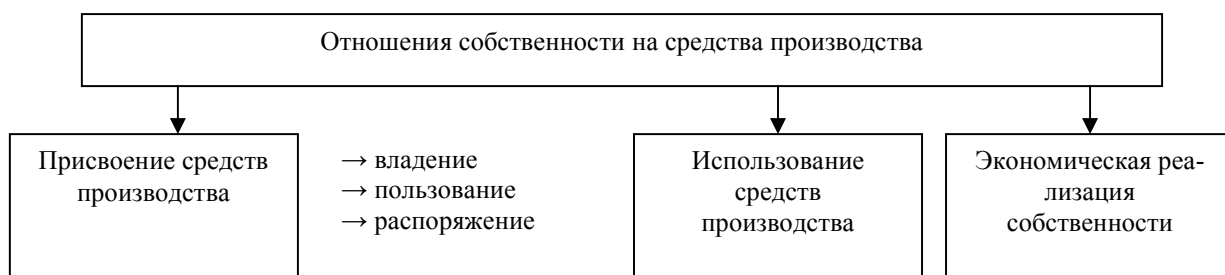 Отношения собственности на средства производства
Присвоение средств
производства
→ владение
→ пользование
→ распоряжение
Использование
средств
производства
Экономическая реа-
лизация
собственности